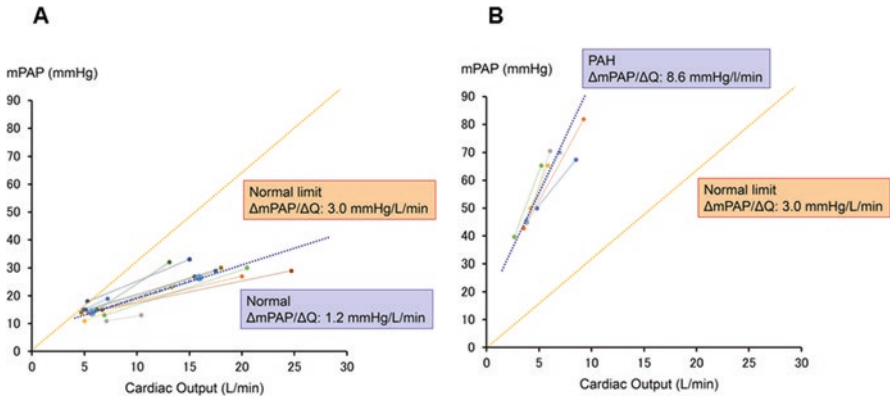 A
mPAP (mmHg)
90
80
70
60
50
40
30
20
10
0
0 5 10 15 20 25 30
Cardiac Output (L/min)
Normal limit
ΔmPAP/ΔQ: 3.0 mmHg/L/min
Normal
ΔmPAP/ΔQ: 1.2 mmHg/L/min
B
mPAP (mmHg)
90
80
70
60
50
40
30
20
10
0
0 5 10 15 20 25 30
Cardiac Output (L/min)
PAH
ΔmPAP/ΔQ: 8.6 mmHg/l/min
Normal limit
ΔmPAP/ΔQ: 3.0 mmHg/L/min